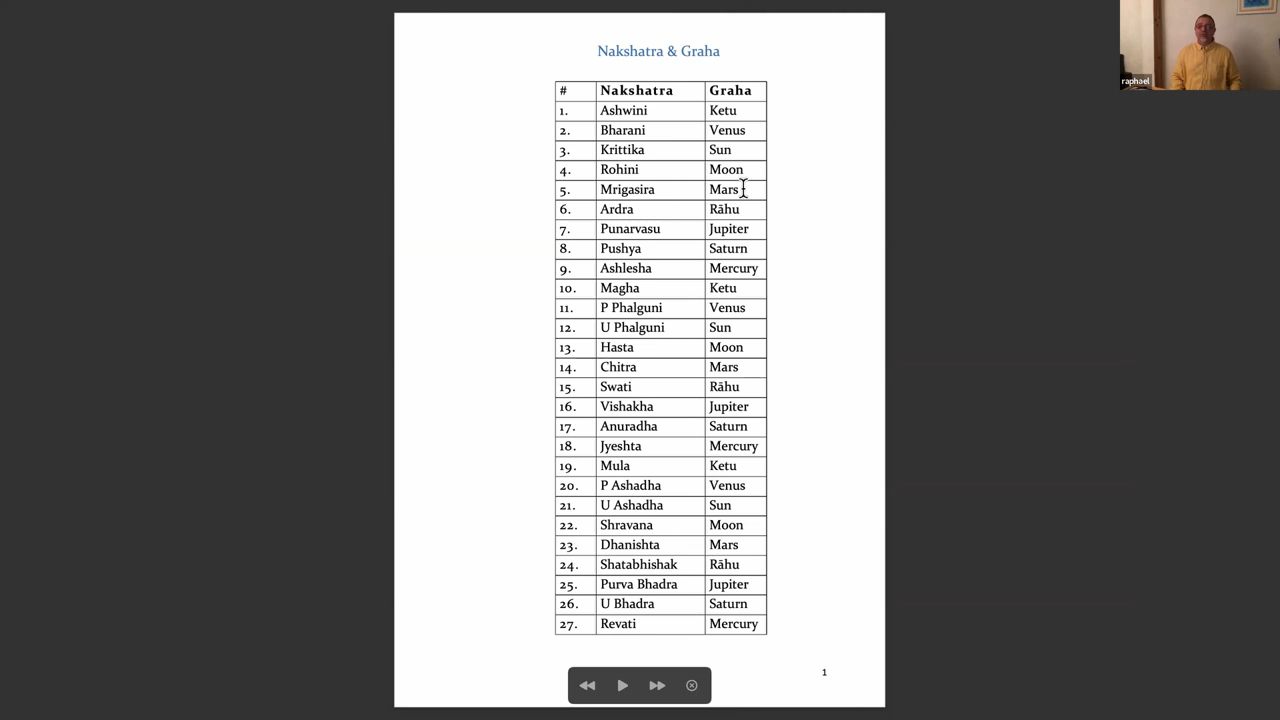 Nakshatra & Graha
# Nakshatra Graha
1. Ashwini Ketu
2. Bharani Venus
3. Krittika Sun
4. Rohini Moon
5. Mrigasira Mars
6. Ardra Rāhu
7. Punarvasu Jupiter
8. Pushya Saturn
9. Ashlesha Mercury
10. Magha Ketu
11. P Phalguni Venus
12. U Phalguni Sun
13. Hasta Moon
14. Chitra Mars
15. Swati Rāhu
16. Vishakha Jupiter
17. Anuradha Saturn
18. Jyeshta Mercury
19. Mula Ketu
20. P Ashadha Venus
21. U Ashadha Sun
22. Shravana Moon
23. Dhanishta Mars
24. Shatabhishak Rāhu
25. Purva Bhadra Jupiter
26. U Bhadra Saturn
27. Revati Mercury
1
raphael